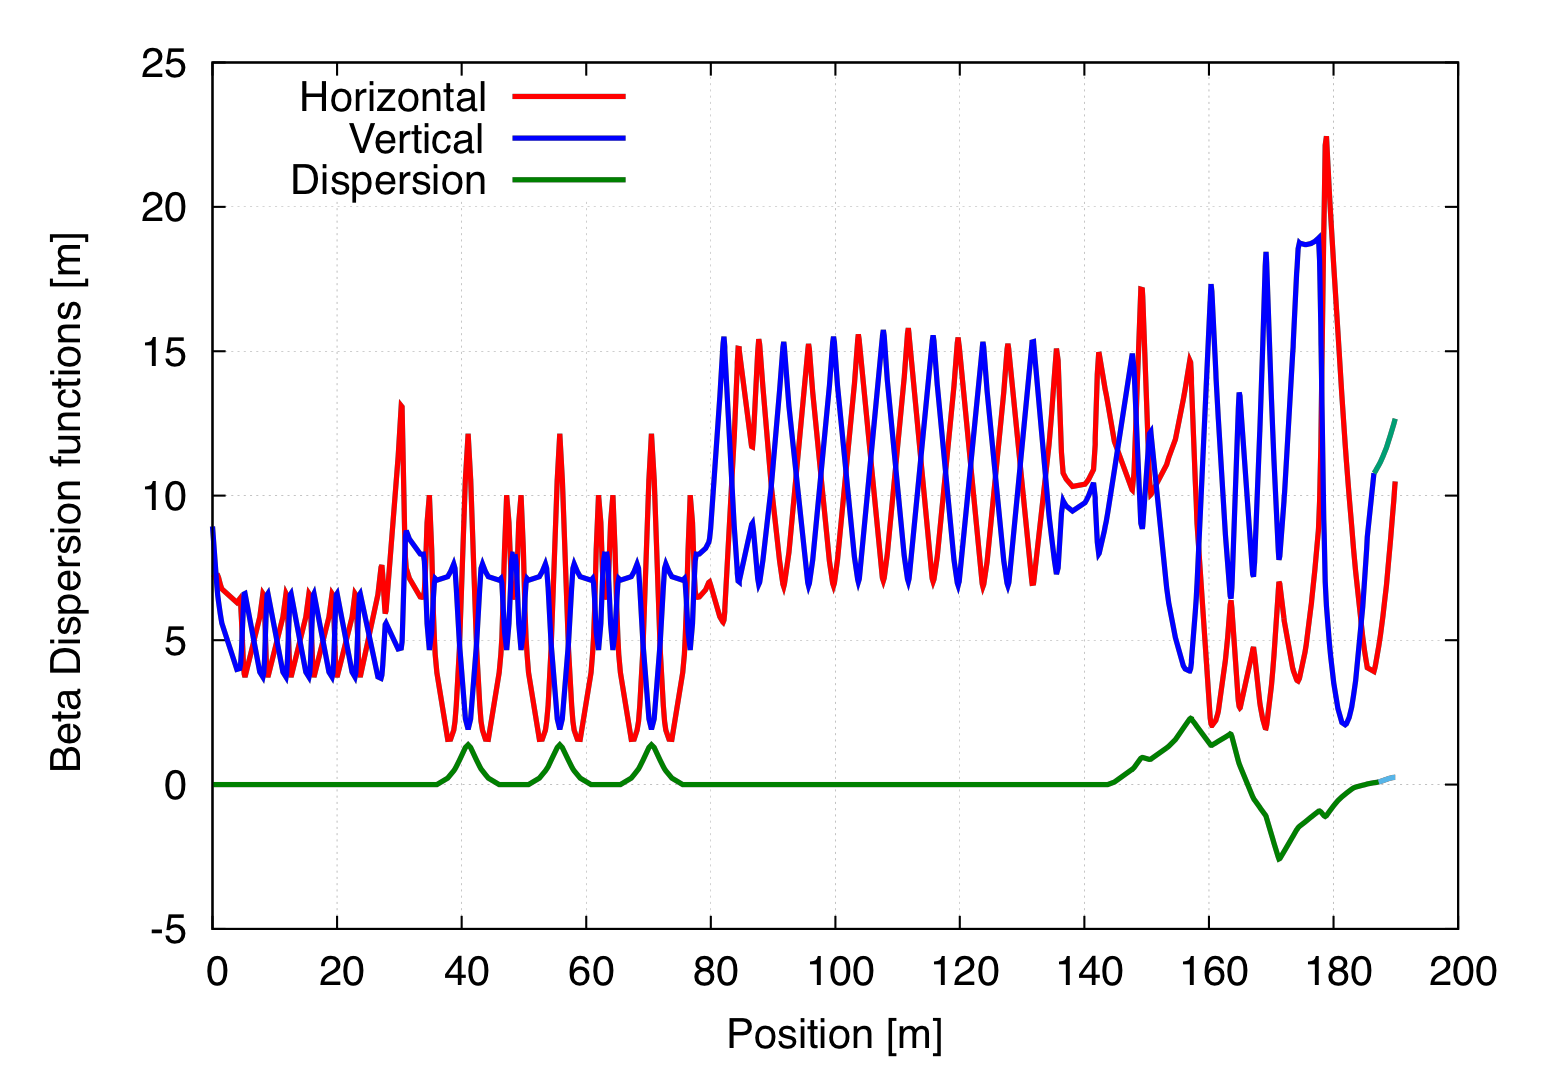 25
20
15
10
5
0
-5
0 20 40 60 80 100 120 140 160 180 200
Beta Dispersion functions [m]
Position [m]
Horizontal
Vertical
Dispersion